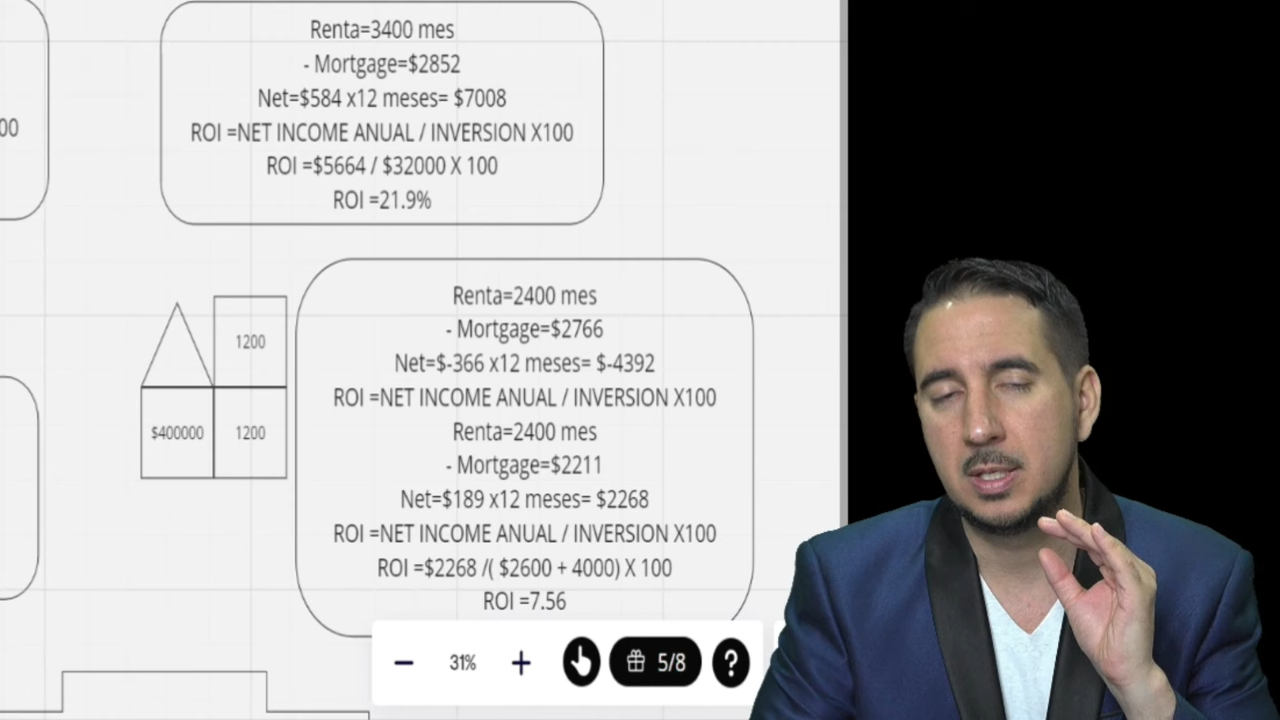 00
Renta=3400 mes
- Mortgage=$2852
Net=$584 x12 meses= $7008
ROI =NET INCOME ANUAL / INVERSION X100
ROI =$5664 / $32000 X 100
ROI =21.9%
1200
$400000
1200
Renta=2400 mes
- Mortgage=$2766
Net=$-366 x12 meses= $-4392
ROI =NET INCOME ANUAL / INVERSION X100
Renta=2400 mes
- Mortgage=$2211
Net=$189 x12 meses= $2268
ROI =NET INCOME ANUAL / INVERSION X100
ROI =$2268 /( $2600 + 4000) X 100
ROI =7.56
- 31% + 5/8 ?